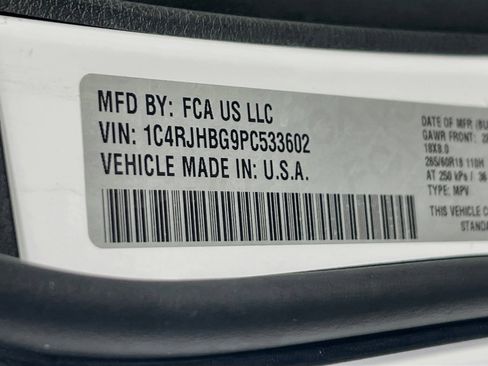 MFD BY: FCA US LLC
VIN: 1C4RJHBG9PC533602
VEHICLE MADE IN: U.S.A.
DATE OF MFR
GAWR FRONT:
18X8.0
265/60R18 110H
AT 250 kPa / 36
TYPE: MPV
THIS VEHICLE